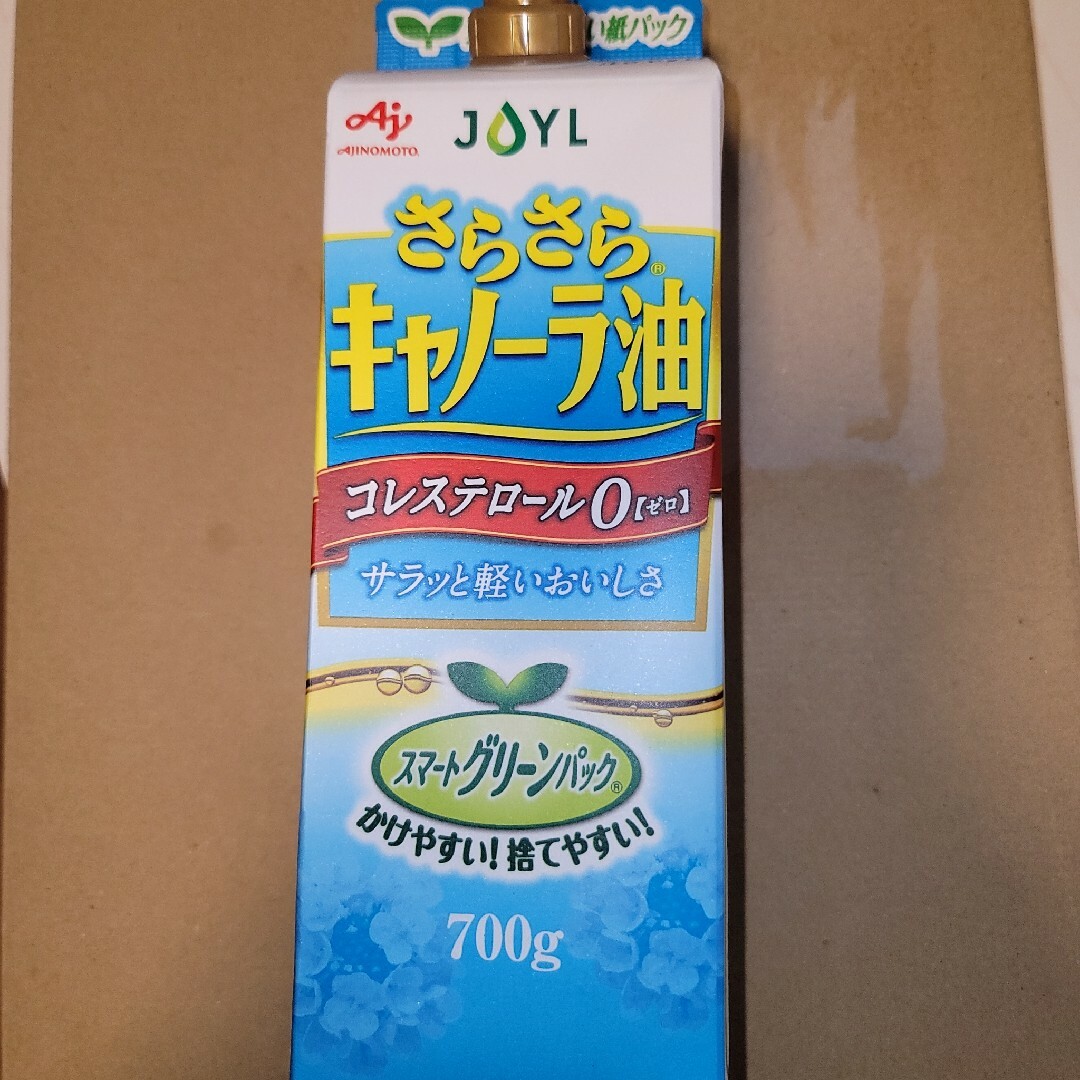 い紙パック
Aj
AJINOMOTO
JOYL
さらさら®
キャノーラ油
コレステロール0【ゼロ】
サラッと軽いおいしさ
スマートグリーンパック®
かけやすい!捨てやすい!
700g